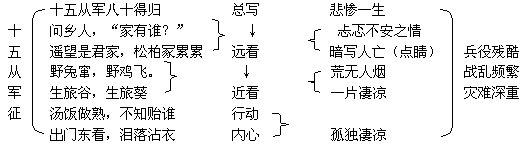 十五从军征
十五从军八十得归 总写 悲惨一生
问乡人，“家有谁？” ↓ 忐忑不安之情
遥望是君家，松柏冢累累 远看 暗写人亡（点睛）
野兔窜，野鸡飞。 ↓ 荒无人烟
生旅谷，生旅葵 近看 一片凄凉
汤饭做熟，不知贻谁 行动
出门东看，泪落沾衣 内心 孤独凄凉
兵役残酷
战乱频繁
灾难深重